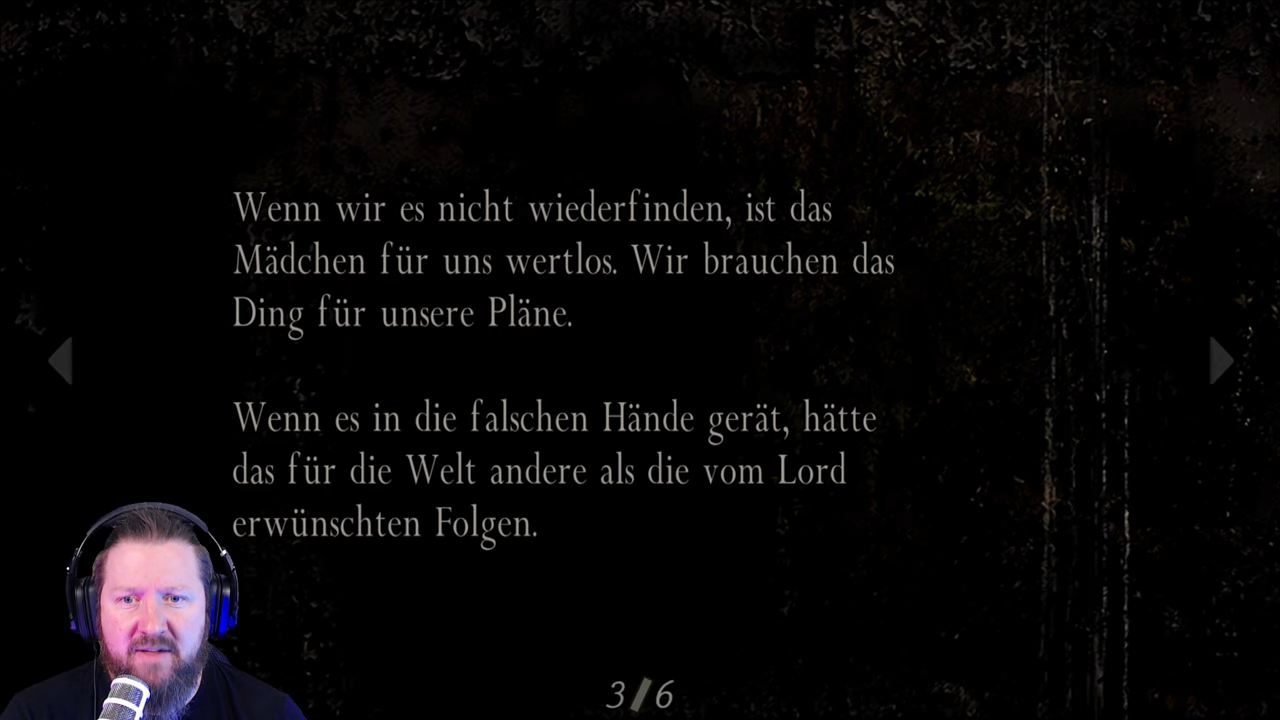 Wenn wir es nicht wiederfinden, ist das
Mädchen für uns wertlos. Wir brauchen das
Ding für unsere Pläne.
Wenn es in die falschen Hände gerät, hätte
das für die Welt andere als die vom Lord
erwünschten Folgen.
3/6